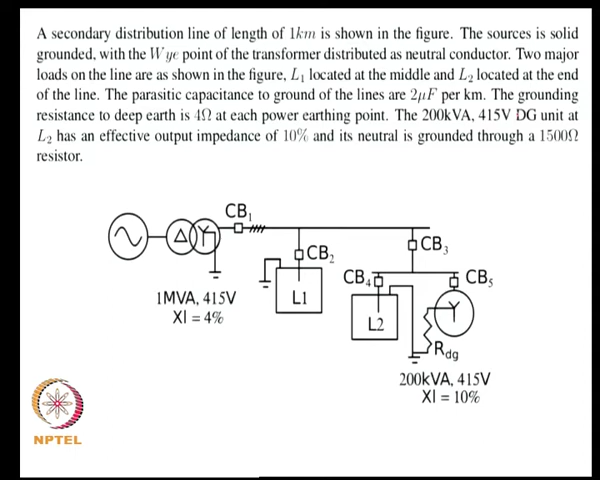 A secondary distribution line of length of 1km is shown in the figure. The sources is solid
grounded, with the Wye point of the transformer distributed as neutral conductor. Two major
loads on the line are as shown in the figure, L1 located at the middle and L2 located at the end
of the line. The parasitic capacitance to ground of the lines are 2μF per km. The grounding
resistance to deep earth is 4Ω at each power earthing point. The 200kVA, 415V DG unit at
L2 has an effective output impedance of 10% and its neutral is grounded through a 1500Ω
resistor.
CB1
CB2
CB3
CB4
CB5
L1
L2
1MVA, 415V
Xl = 4%
Rdg
200kVA, 415V
Xl = 10%
NPTEL